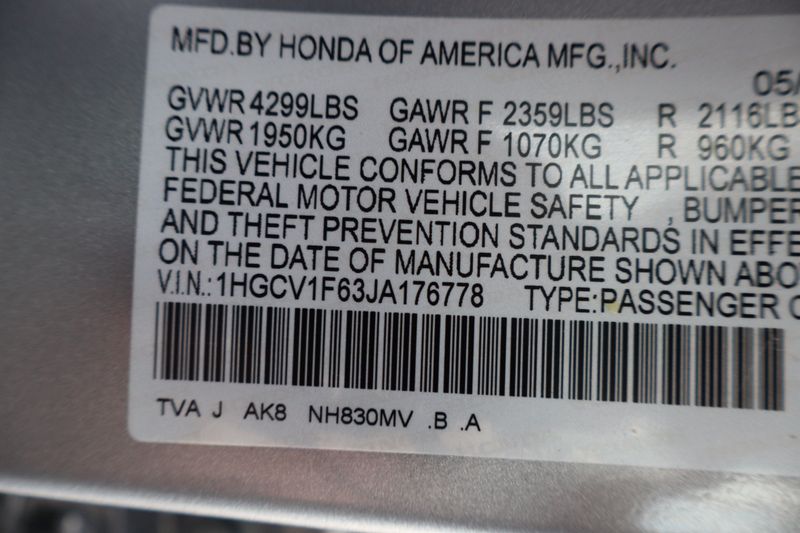 MFD.BY HONDA OF AMERICA MFG.,INC. 05/
GVWR 4299LBS GAWR F 2359LBS R 2116LB
GVWR 1950KG GAWR F 1070KG R 960KG
THIS VEHICLE CONFORMS TO ALL APPLICABLE
FEDERAL MOTOR VEHICLE SAFETY , BUMPER
AND THEFT PREVENTION STANDARDS IN EFFE
ON THE DATE OF MANUFACTURE SHOWN ABO
V.I.N.:1HGCV1F63JA176778 TYPE:PASSENGER C
TVA J AK8 NH830MV .B .A